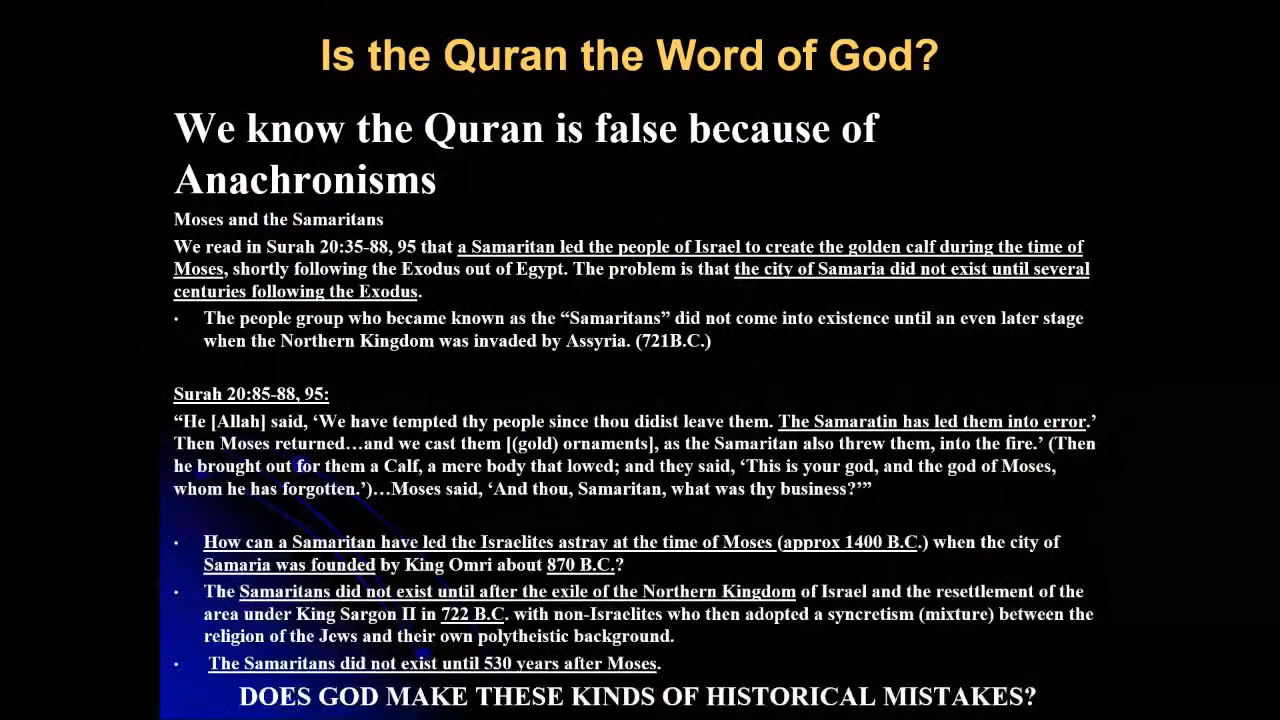 Is the Quran the Word of God?
We know the Quran is false because of
Anachronisms
Moses and the Samaritans
We read in Surah 20:35-88, 95 that a Samaritan led the people of Israel to create the golden calf during the time of
Moses, shortly following the Exodus out of Egypt. The problem is that the city of Samaria did not exist until several
centuries following the Exodus.
• The people group who became known as the “Samaritans” did not come into existence until an even later stage
when the Northern Kingdom was invaded by Assyria. (721B.C.)
Surah 20:85-88, 95:
“He [Allah] said, ‘We have tempted thy people since thou didist leave them. The Samaratin has led them into error.’
Then Moses returned…and we cast them [(gold) ornaments], as the Samaritan also threw them, into the fire.’ (Then
he brought out for them a Calf, a mere body that lowed; and they said, ‘This is your god, and the god of Moses,
whom he has forgotten.’)…Moses said, ‘And thou, Samaritan, what was thy business?’”
• How can a Samaritan have led the Israelites astray at the time of Moses (approx 1400 B.C.) when the city of
Samaria was founded by King Omri about 870 B.C.?
• The Samaritans did not exist until after the exile of the Northern Kingdom of Israel and the resettlement of the
area under King Sargon II in 722 B.C. with non-Israelites who then adopted a syncretism (mixture) between the
religion of the Jews and their own polytheistic background.
• The Samaritans did not exist until 530 years after Moses.
DOES GOD MAKE THESE KINDS OF HISTORICAL MISTAKES?